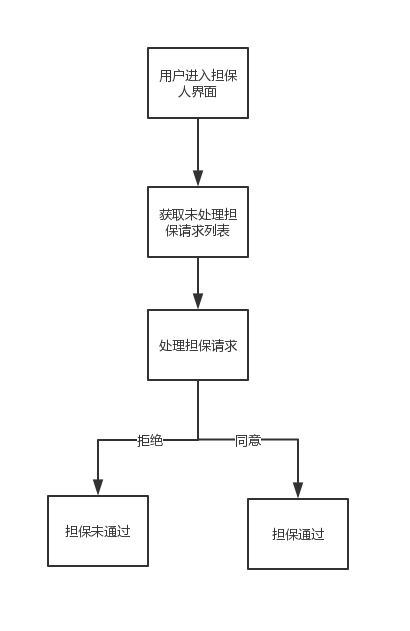 用户进入担保
人界面
获取未处理担
保请求列表
处理担保请求
拒绝
同意
担保未通过
担保通过